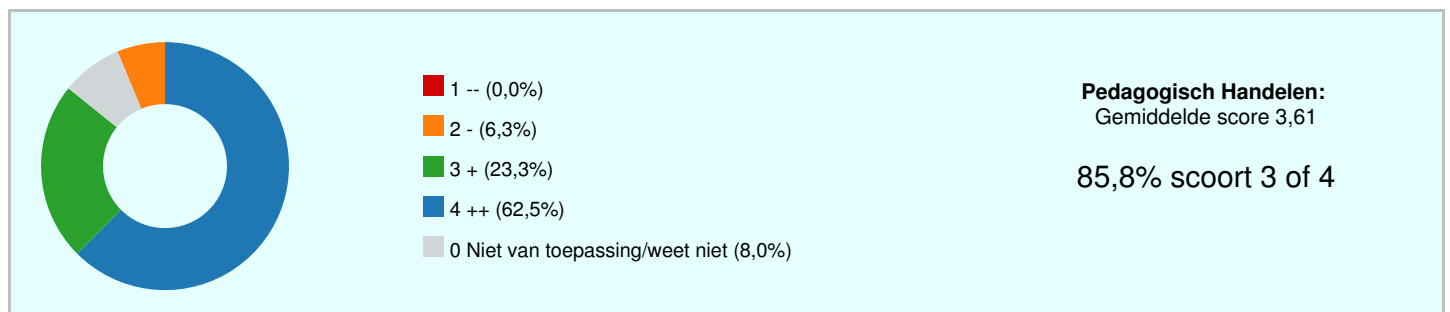 1 -- (0,0%)
2 - (6,3%)
3 + (23,3%)
4 ++ (62,5%)
0 Niet van toepassing/weet niet (8,0%)
Pedagogisch Handelen:
Gemiddelde score 3,61
85,8% scoort 3 of 4